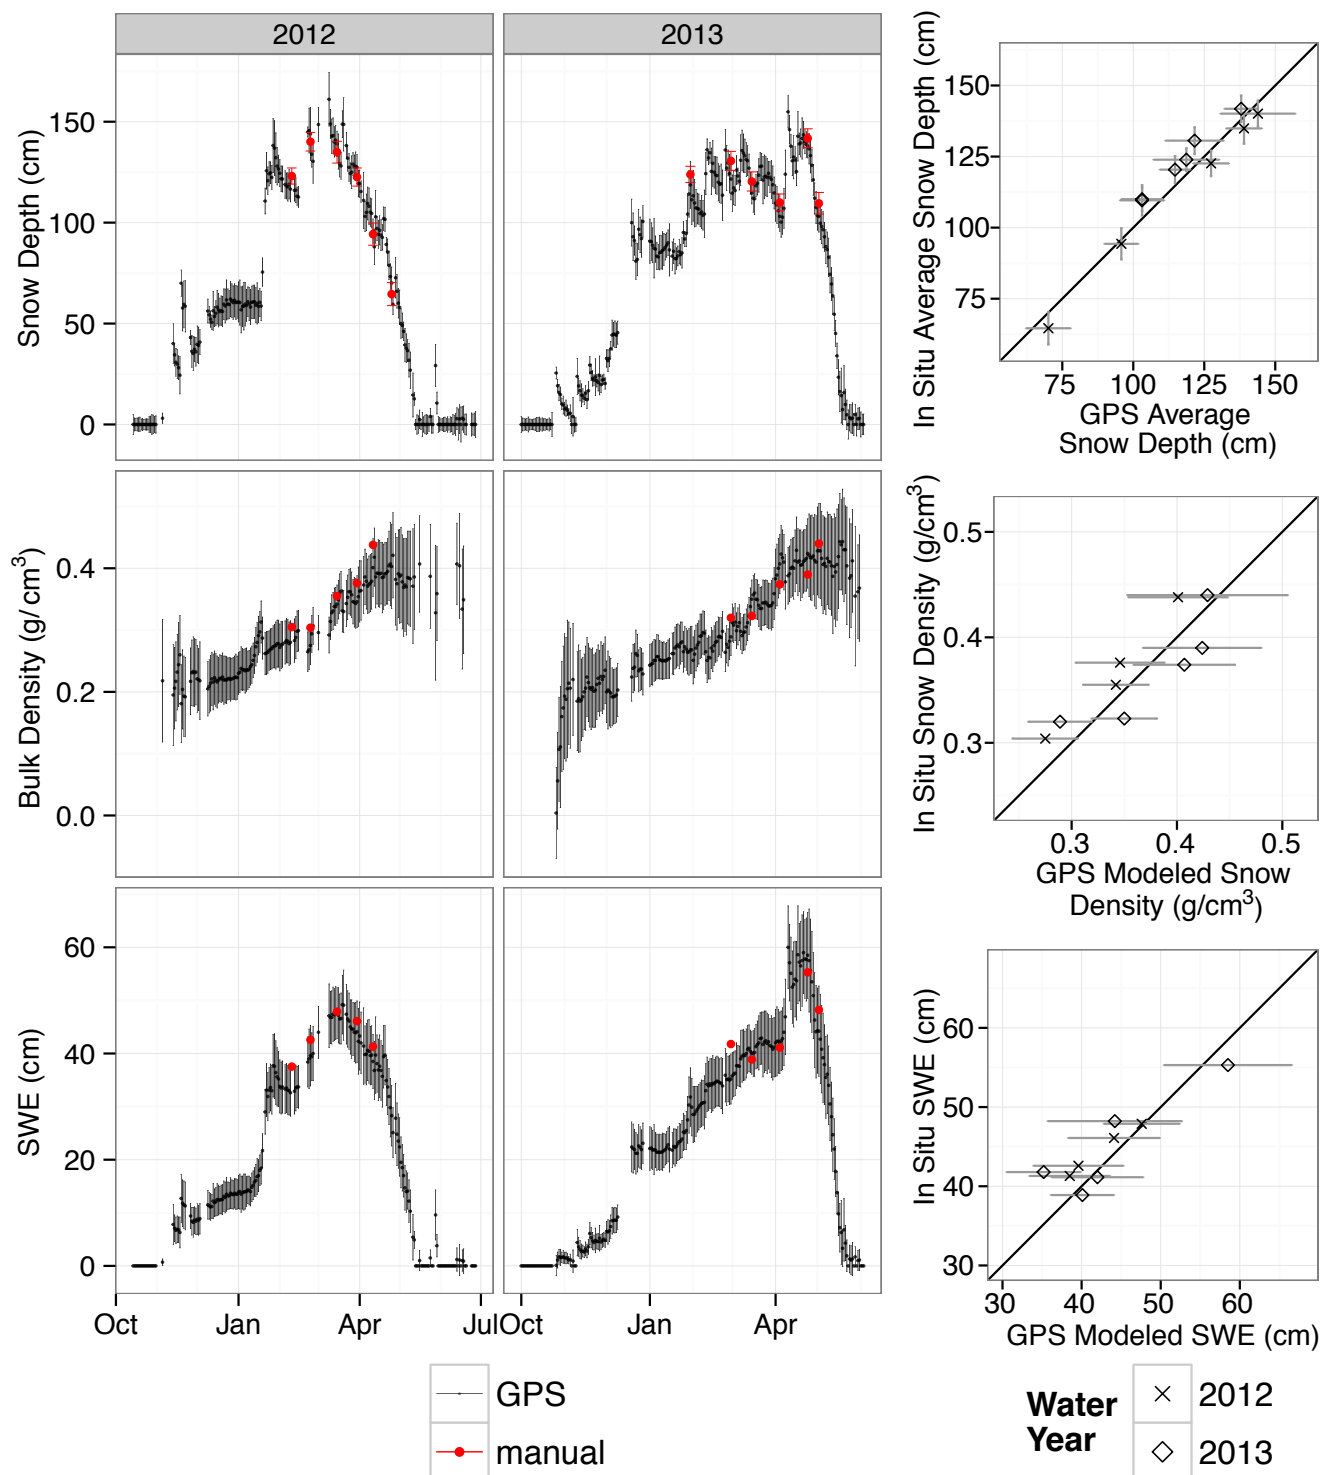 2012
2013
Snow Depth (cm)
150
100
50
0
Bulk Density (g/cm³)
0.4
0.2
0.0
SWE (cm)
60
40
20
0
Oct
Jan
Apr
Jul
Oct
Jan
Apr
GPS
manual
In Situ Average Snow Depth (cm)
150
125
100
75
75
100
125
150
GPS Average
Snow Depth (cm)
In Situ Snow Density (g/cm³)
0.5
0.4
0.3
0.3
0.4
0.5
GPS Modeled Snow
Density (g/cm³)
In Situ SWE (cm)
60
50
40
30
30
40
50
60
GPS Modeled SWE (cm)
Water
Year
2012
2013